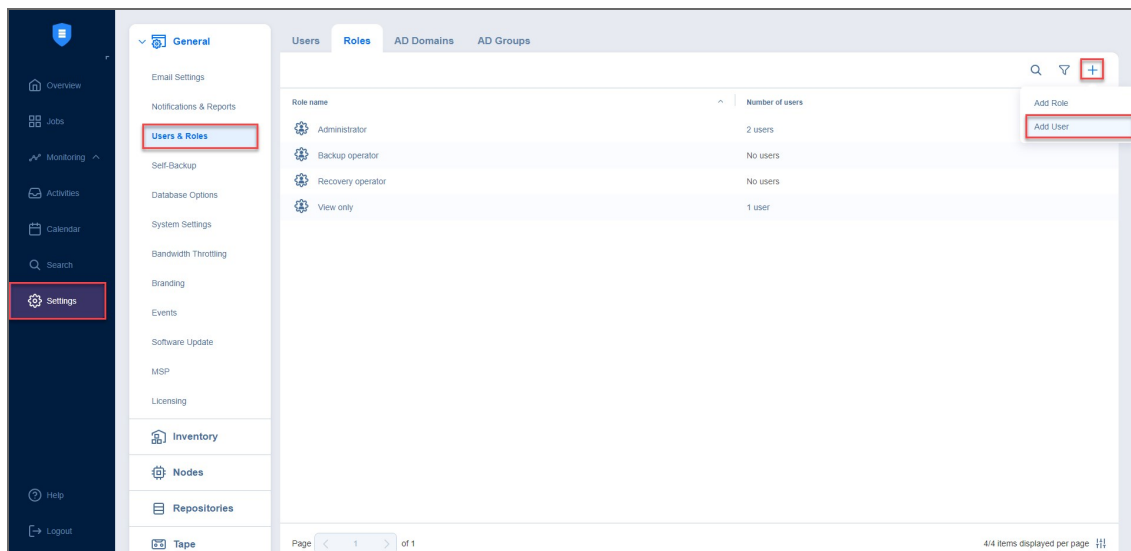 Overview
Jobs
Monitoring
Activities
Calendar
Search
Settings
Help
Logout
General
Email Settings
Notifications & Reports
Users & Roles
Self-Backup
Database Options
System Settings
Bandwidth Throttling
Branding
Events
Software Update
MSP
Licensing
Inventory
Nodes
Repositories
Tape
Users Roles AD Domains AD Groups
Add Role
Add User
Role name Number of users
Administrator 2 users
Backup operator No users
Recovery operator No users
View only 1 user
Page 1 of 1 4/4 items displayed per page